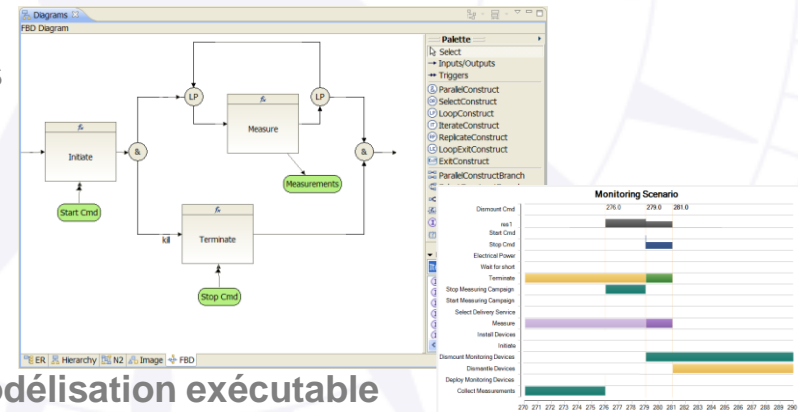 Diagrams
FBD Diagram
Palette
Select
Inputs/Outputs
Triggers
ParalelConstruct
SelectConstruct
LoopConstruct
IterateConstruct
ReplicateConstruct
LoopExitConstruct
ExitConstruct
ParalelConstructBranch
LP
LP
Measure
Initiate
&
&
Measurements
Start Cmd
kill
Terminate
Stop Cmd
ER Hierarchy N2 Image FBD
délisation exécutable
Monitoring Scenario
276.0 279.0 281.0
Dismount Cmd
res1
Start Cmd
Stop Cmd
Electrical Power
Wait for short
Terminate
Stop Measuring Campaign
Start Measuring Campaign
Select Delivery Service
Measure
Install Devices
Initiate
Dismount Monitoring Devices
Dismantle Devices
Deploy Monitoring Devices
Collect Measurements
270 271 272 273 274 275 276 277 278 279 280 281 282 283 284 285 286 287 288 289 290